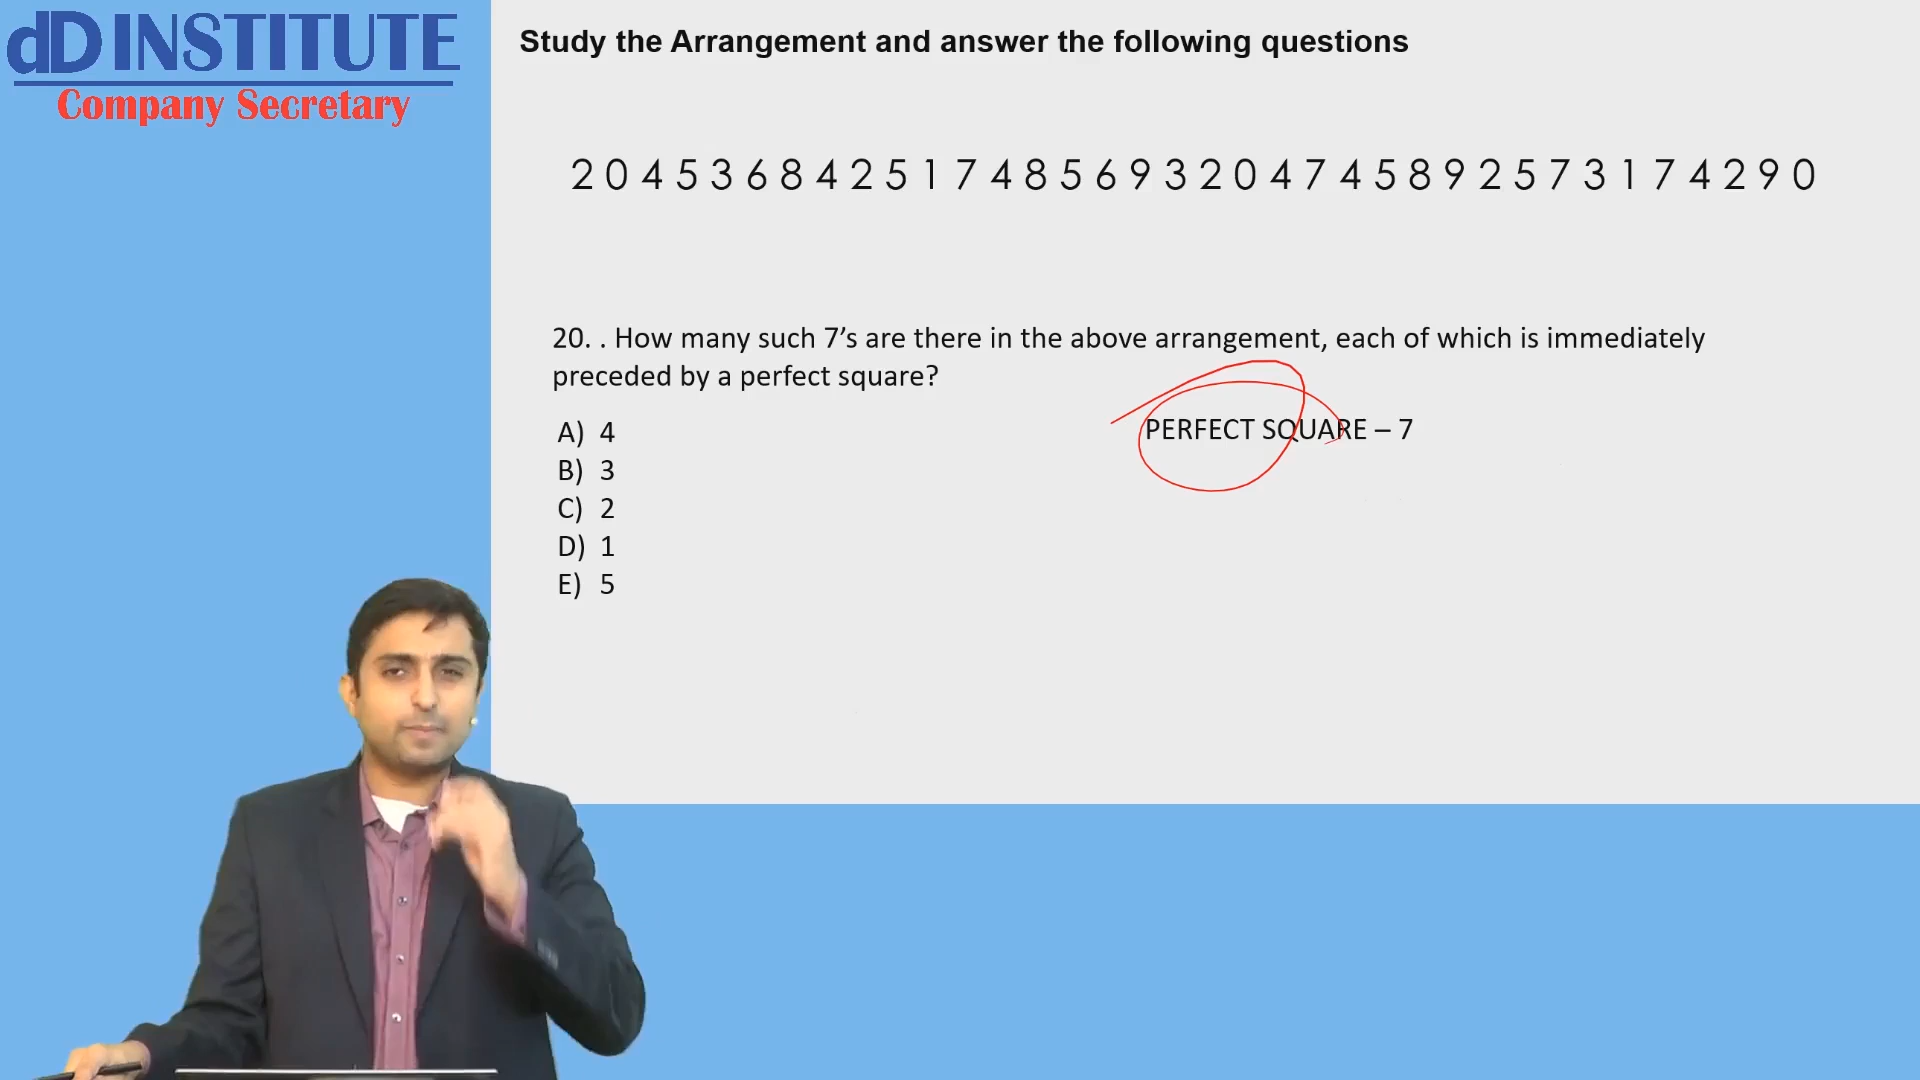 dD INSTITUTE
Company Secretary
Study the Arrangement and answer the following questions
2 0 4 5 3 6 8 4 2 5 1 7 4 8 5 6 9 3 2 0 4 7 4 5 8 9 2 5 7 3 1 7 4 2 9 0
20. . How many such 7’s are there in the above arrangement, each of which is immediately
preceded by a perfect square?
PERFECT SQUARE – 7
A) 4
B) 3
C) 2
D) 1
E) 5